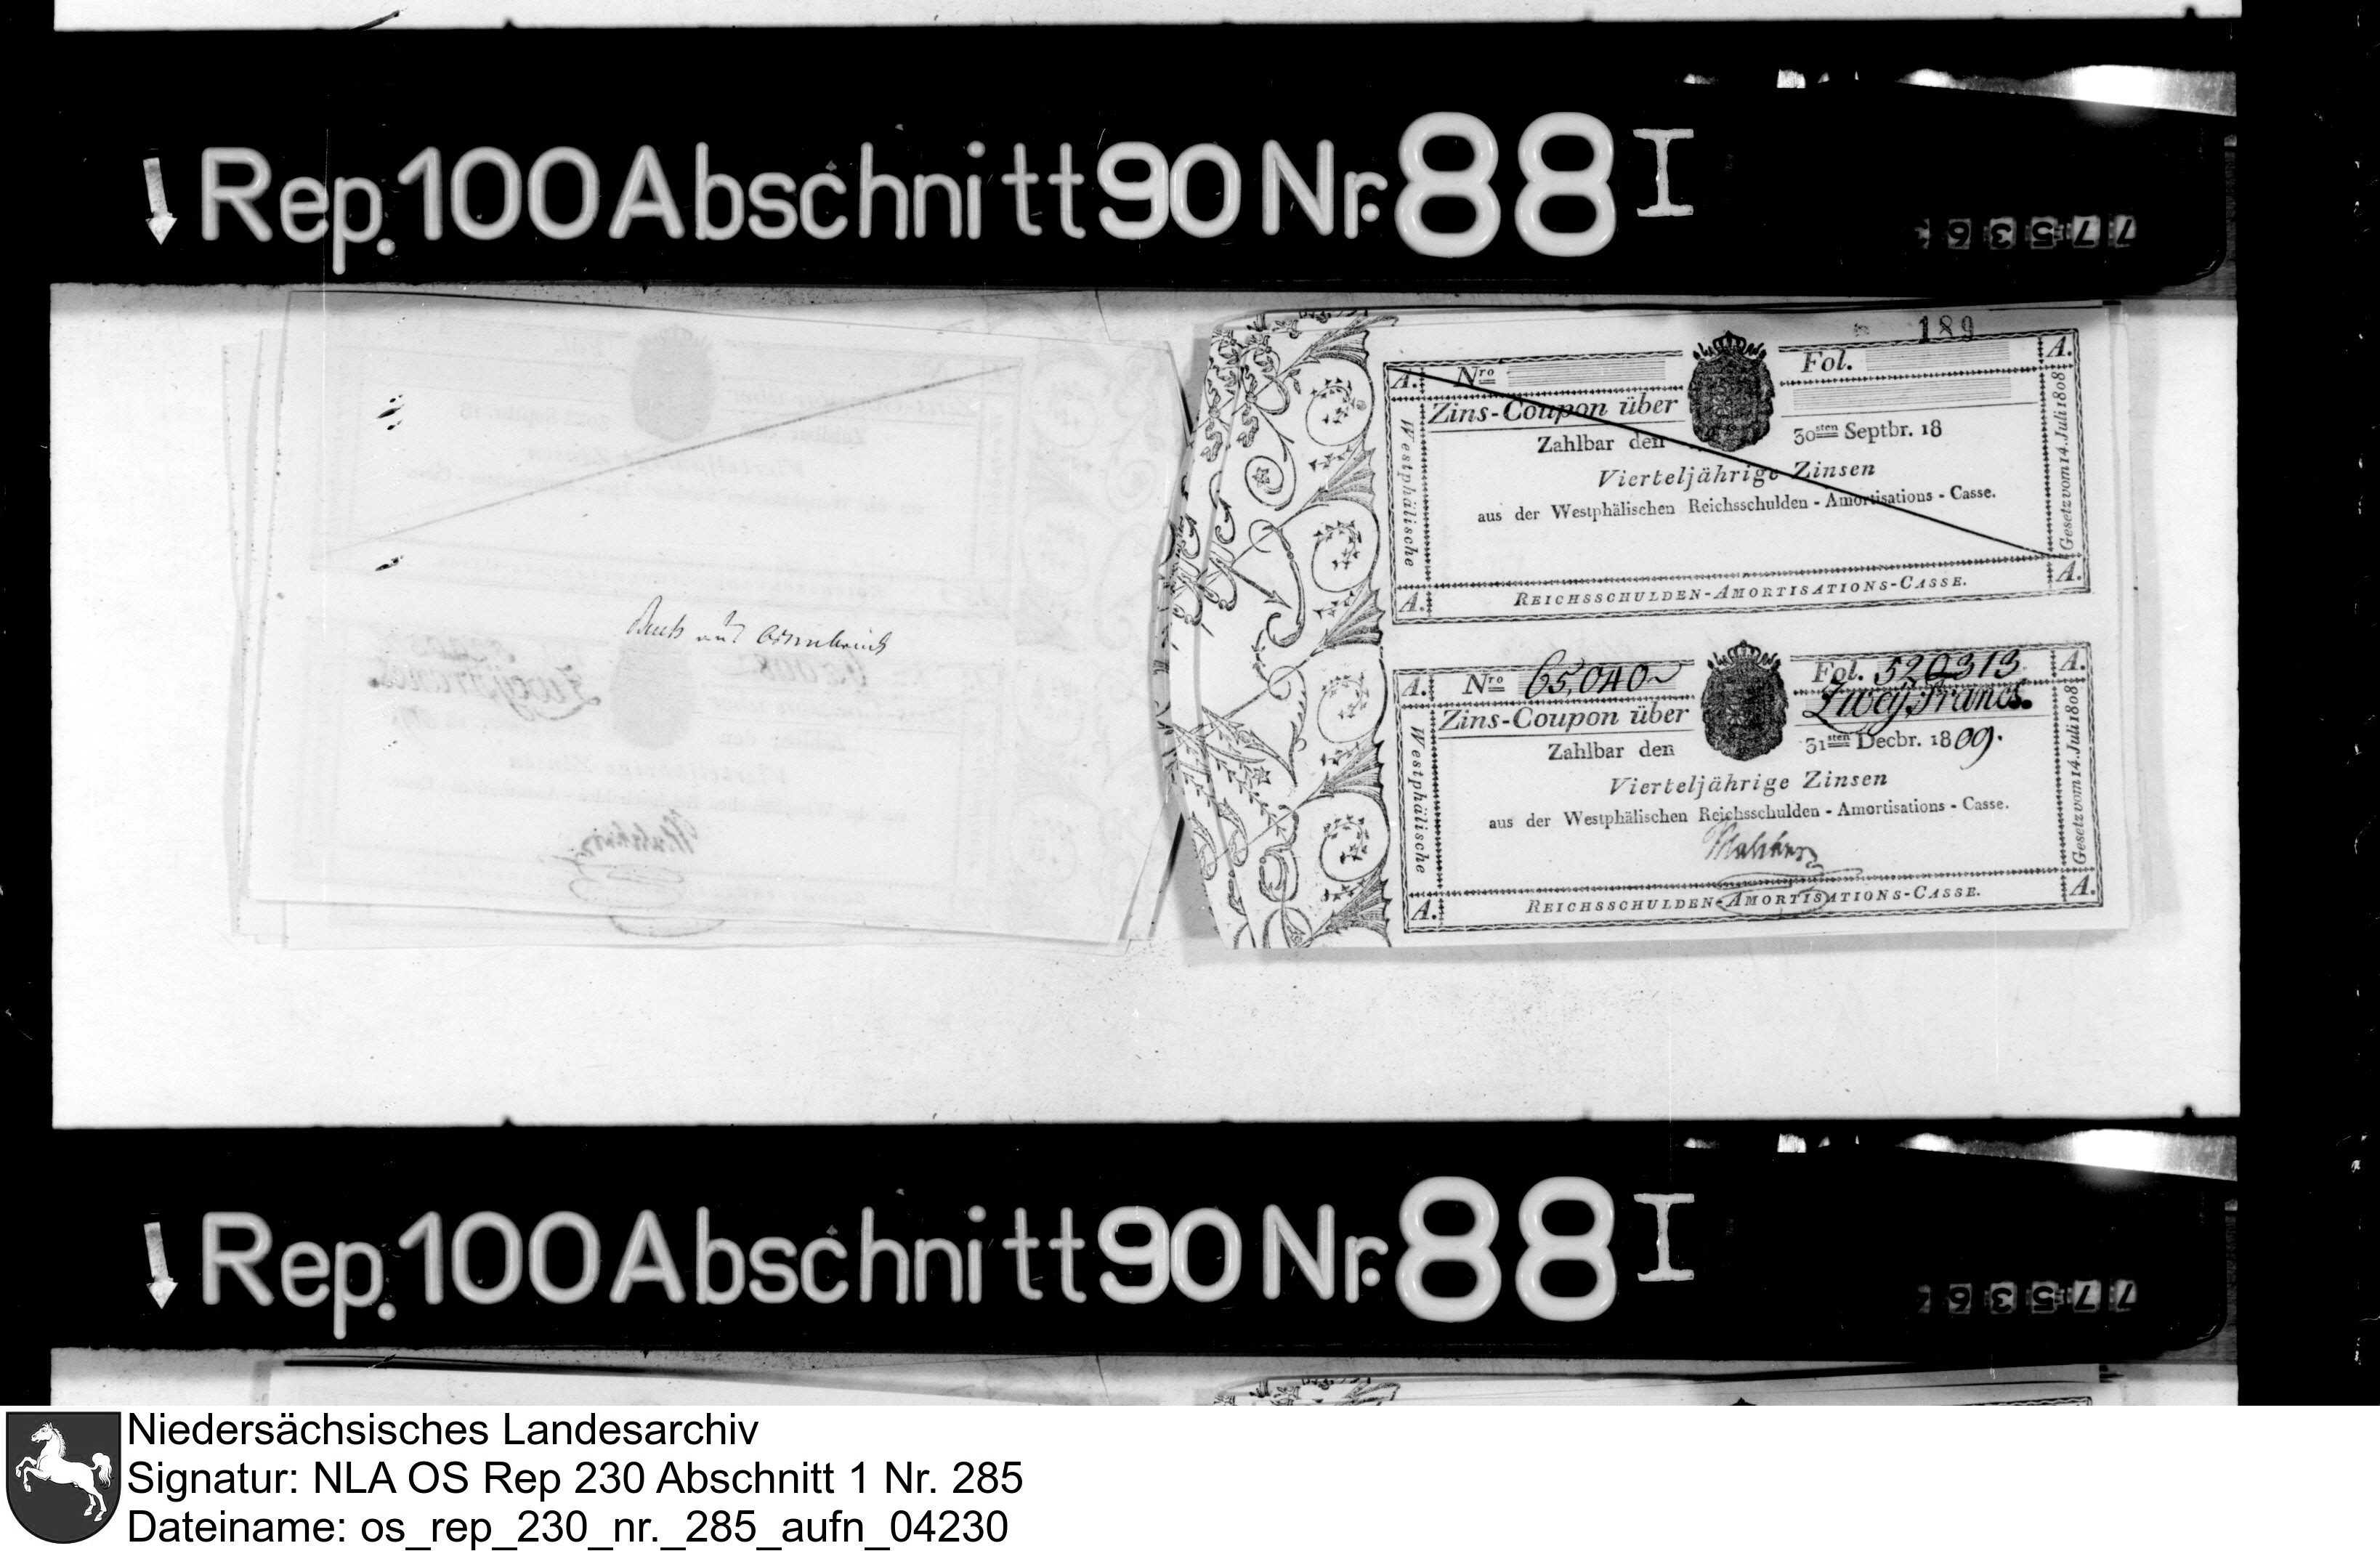 Rep. 100 Abschnitt 90 Nr. 88 I
77536
189
A. Nro Fol. A.
Zins-Coupon über
Zahlbar den 30sten Septbr. 18
Vierteljährige Zinsen
aus der Westphälischen Reichsschulden - Amortisations - Casse.
Westphälische
Gesetz vom 14. Juli 1808
A. REICHSSCHULDEN-AMORTISATIONS-CASSE. A.
Osnabrück
A. Nro 65,040 Fol. 520313 A.
Zins-Coupon über Zwey Francs.
Zahlbar den 31sten Decbr. 1809.
Vierteljährige Zinsen
aus der Westphälischen Reichsschulden - Amortisations - Casse.
Malchus
Westphälische
Gesetz vom 14. Juli 1808
A. REICHSSCHULDEN-AMORTISATIONS-CASSE. A.
Rep. 100 Abschnitt 90 Nr. 88 I
77536
Niedersächsisches Landesarchiv
Signatur: NLA OS Rep 230 Abschnitt 1 Nr. 285
Dateiname: os_rep_230_nr._285_aufn_04230